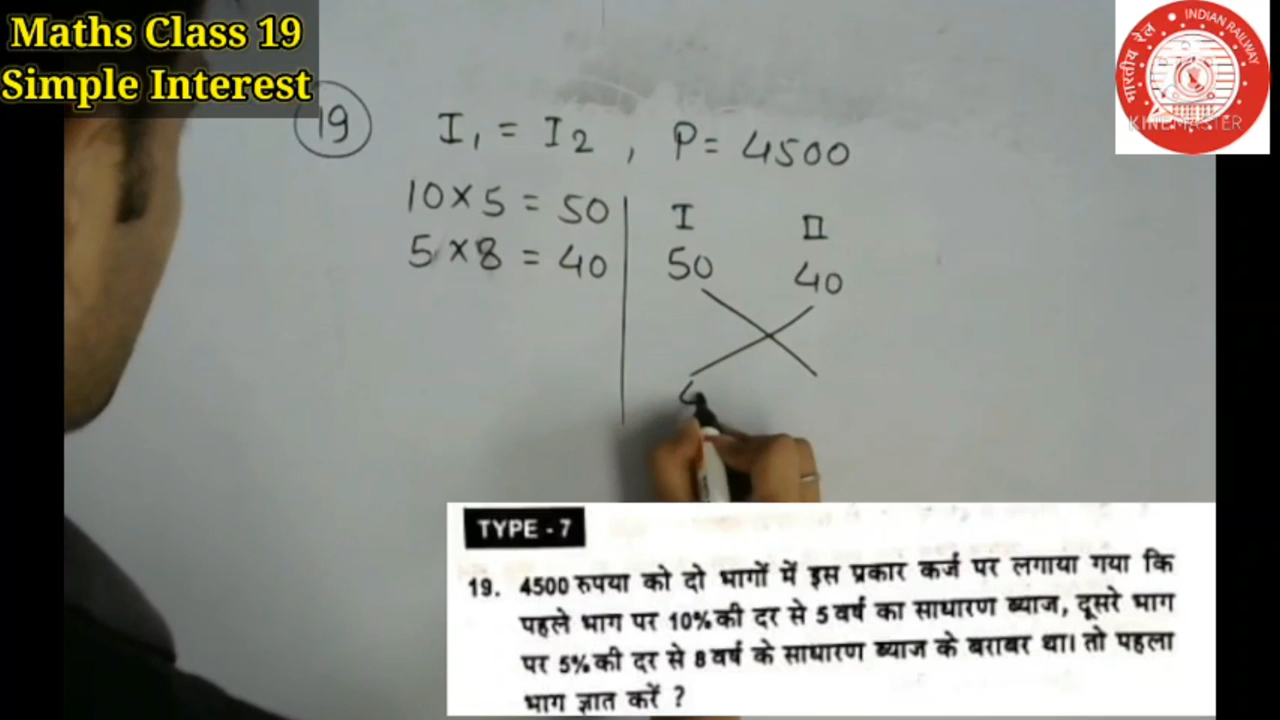 Maths Class 19
Simple Interest
INDIAN RAILWAY
भारतीय रेल
KINEMASTER
19 I₁ = I₂ , P = 4500
10 × 5 = 50
5 × 8 = 40
I II
50 40
TYPE - 7
19. 4500 रुपया को दो भागों में इस प्रकार कर्ज पर लगाया गया कि
पहले भाग पर 10% की दर से 5 वर्ष का साधारण ब्याज, दूसरे भाग
पर 5% की दर से 8 वर्ष के साधारण ब्याज के बराबर था। तो पहला
भाग ज्ञात करें ?